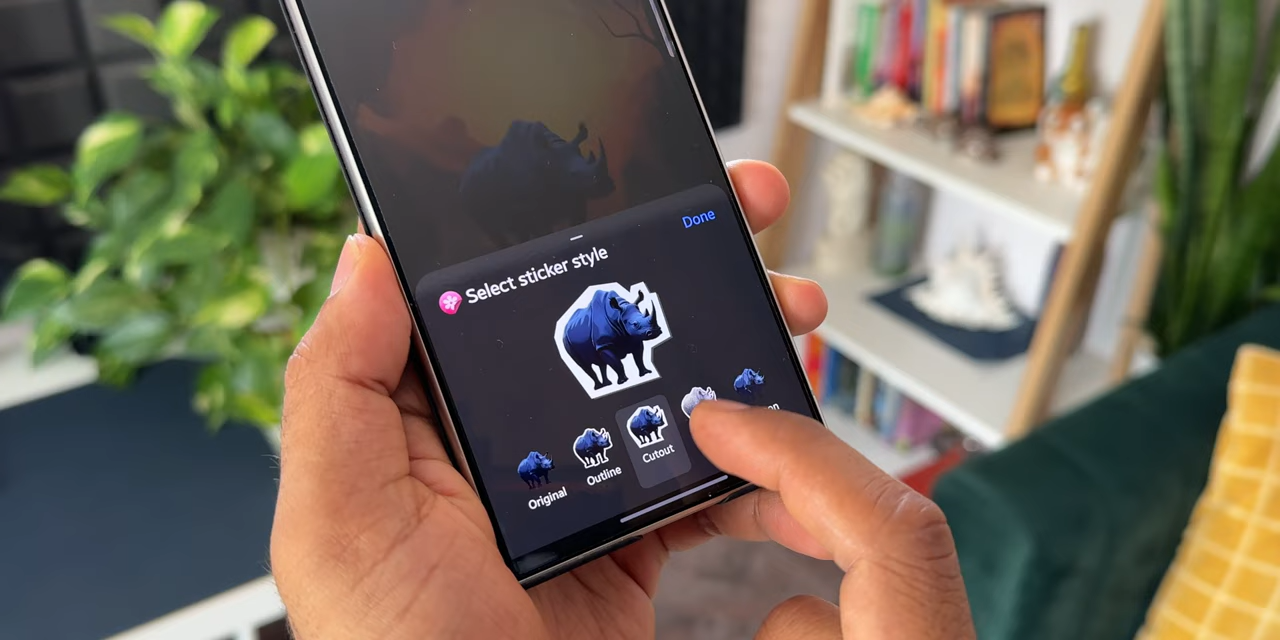 Done
Select sticker style
Original
Outline
Cutout